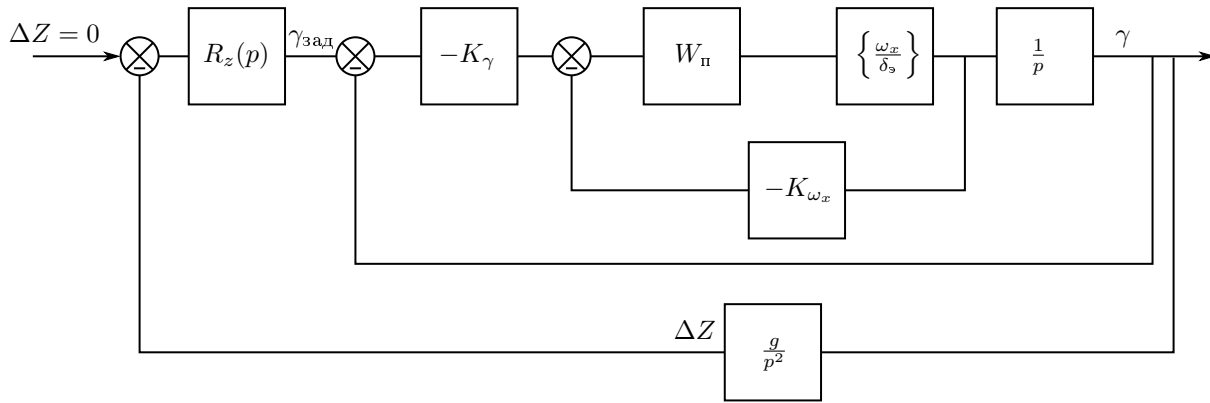 ΔZ = 0
R_z(p)
γ_зад
−K_γ
W_п
{ω_x/δ_э}
1/p
γ
−K_{ω_x}
ΔZ
g/p²